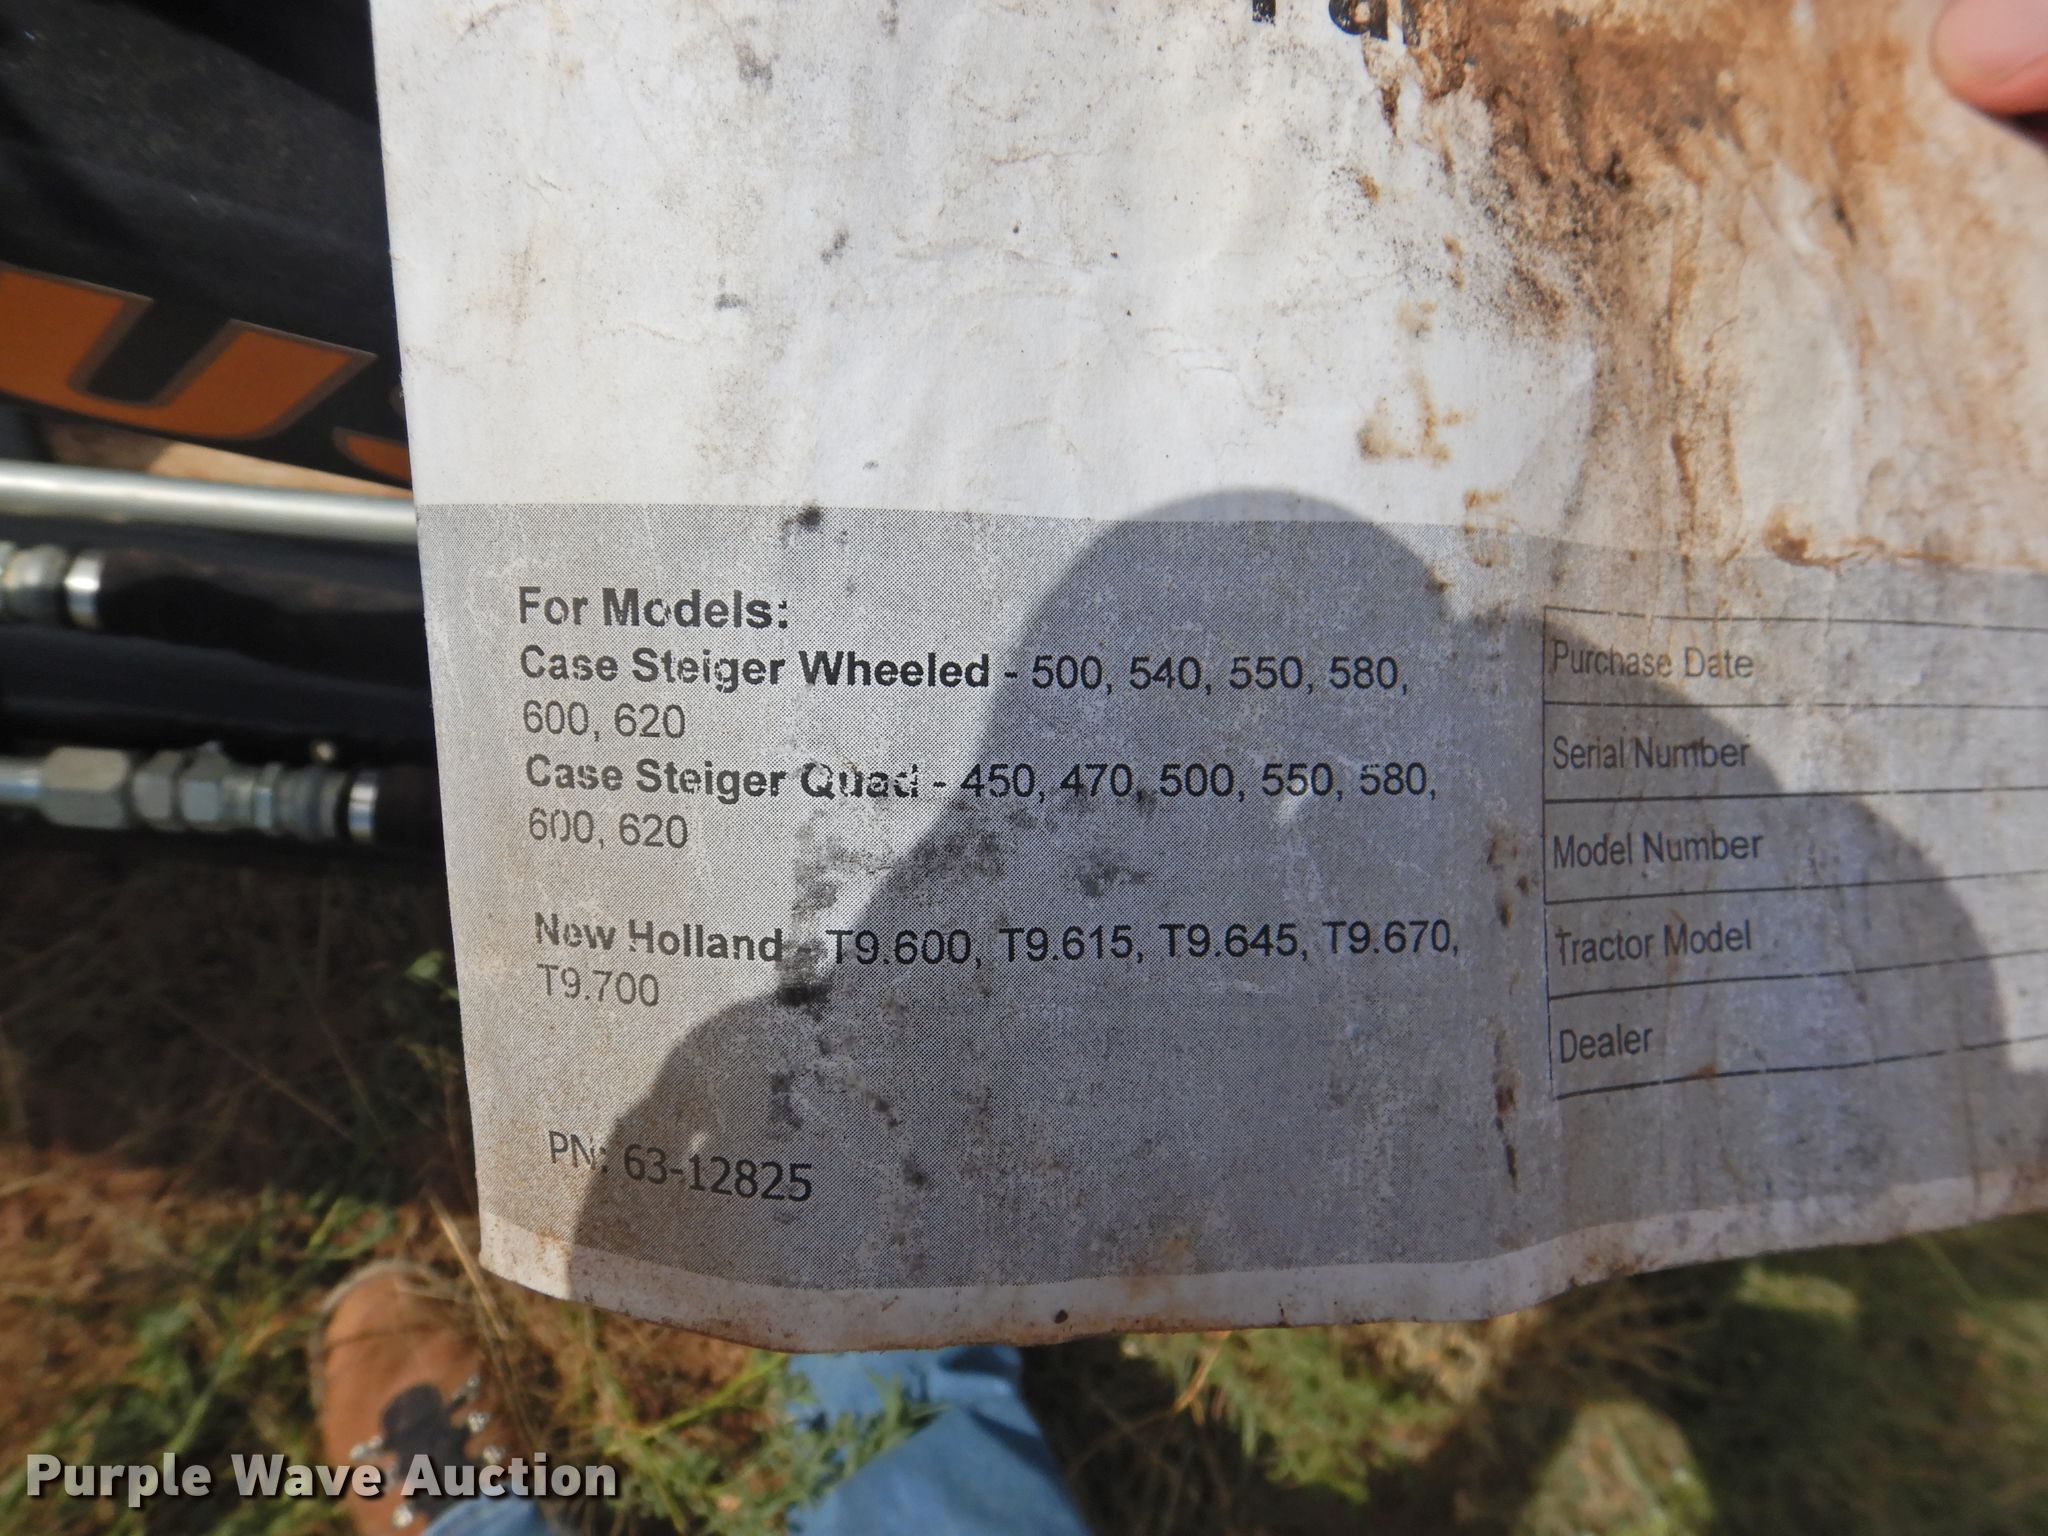 For Models:
Case Steiger Wheeled - 500, 540, 550, 580,
600, 620
Case Steiger Quad - 450, 470, 500, 550, 580,
600, 620
New Holland - T9.600, T9.615, T9.645, T9.670,
T9.700
PN: 63-12825
Purchase Date
Serial Number
Model Number
Tractor Model
Dealer
Purple Wave Auction